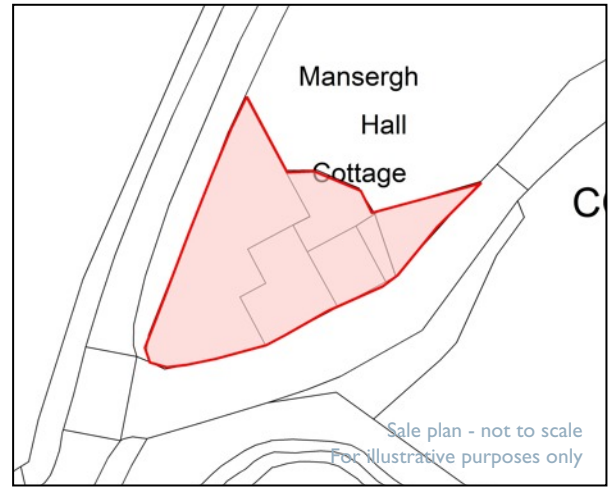 Mansergh
Hall
Cottage
Sale plan - not to scale
For illustrative purposes only